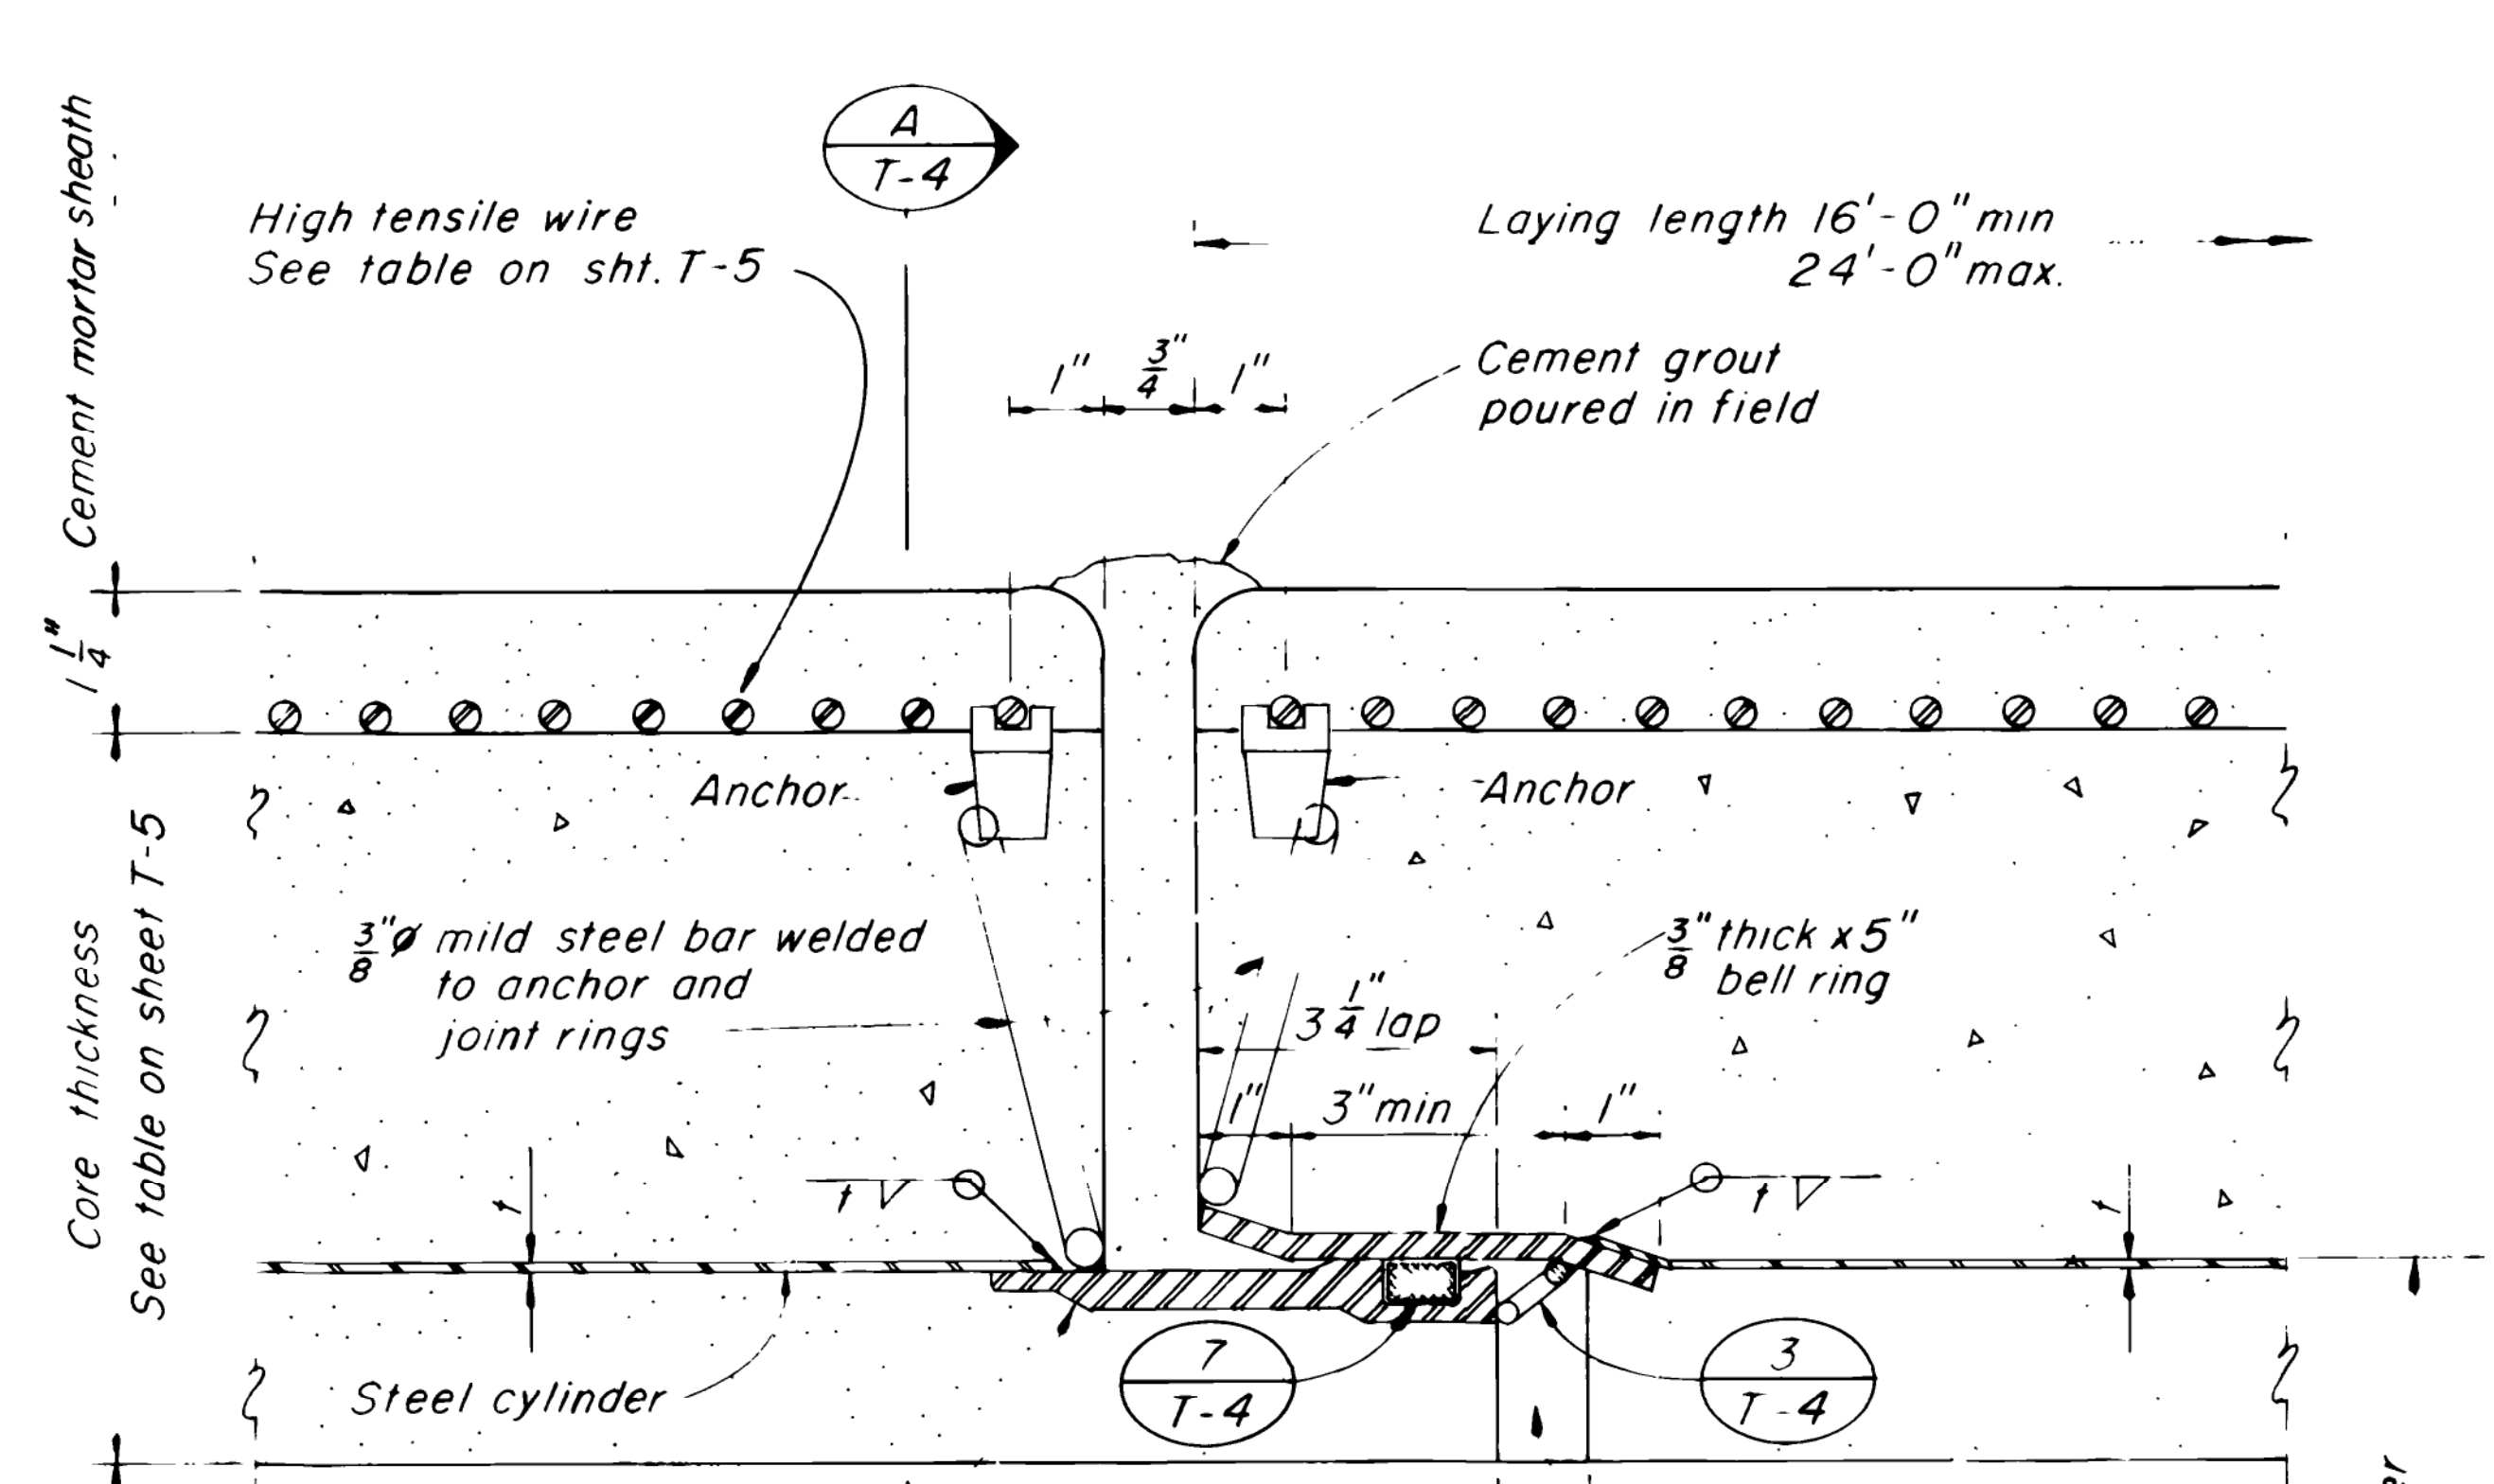 Cement mortar sheath
A
T-4
High tensile wire
See table on sht. T-5
Laying length 16'-0" min
24'-0" max.
1" 3/4" 1"
Cement grout
poured in field
1 1/4"
Anchor
Anchor
Core thickness
See table on sheet T-5
3/8"ø mild steel bar welded
to anchor and
joint rings
3/8" thick x 5"
bell ring
3 1/4" lap
1" 3" min 1"
t
t
t
t
7
T-4
3
T-4
Steel cylinder